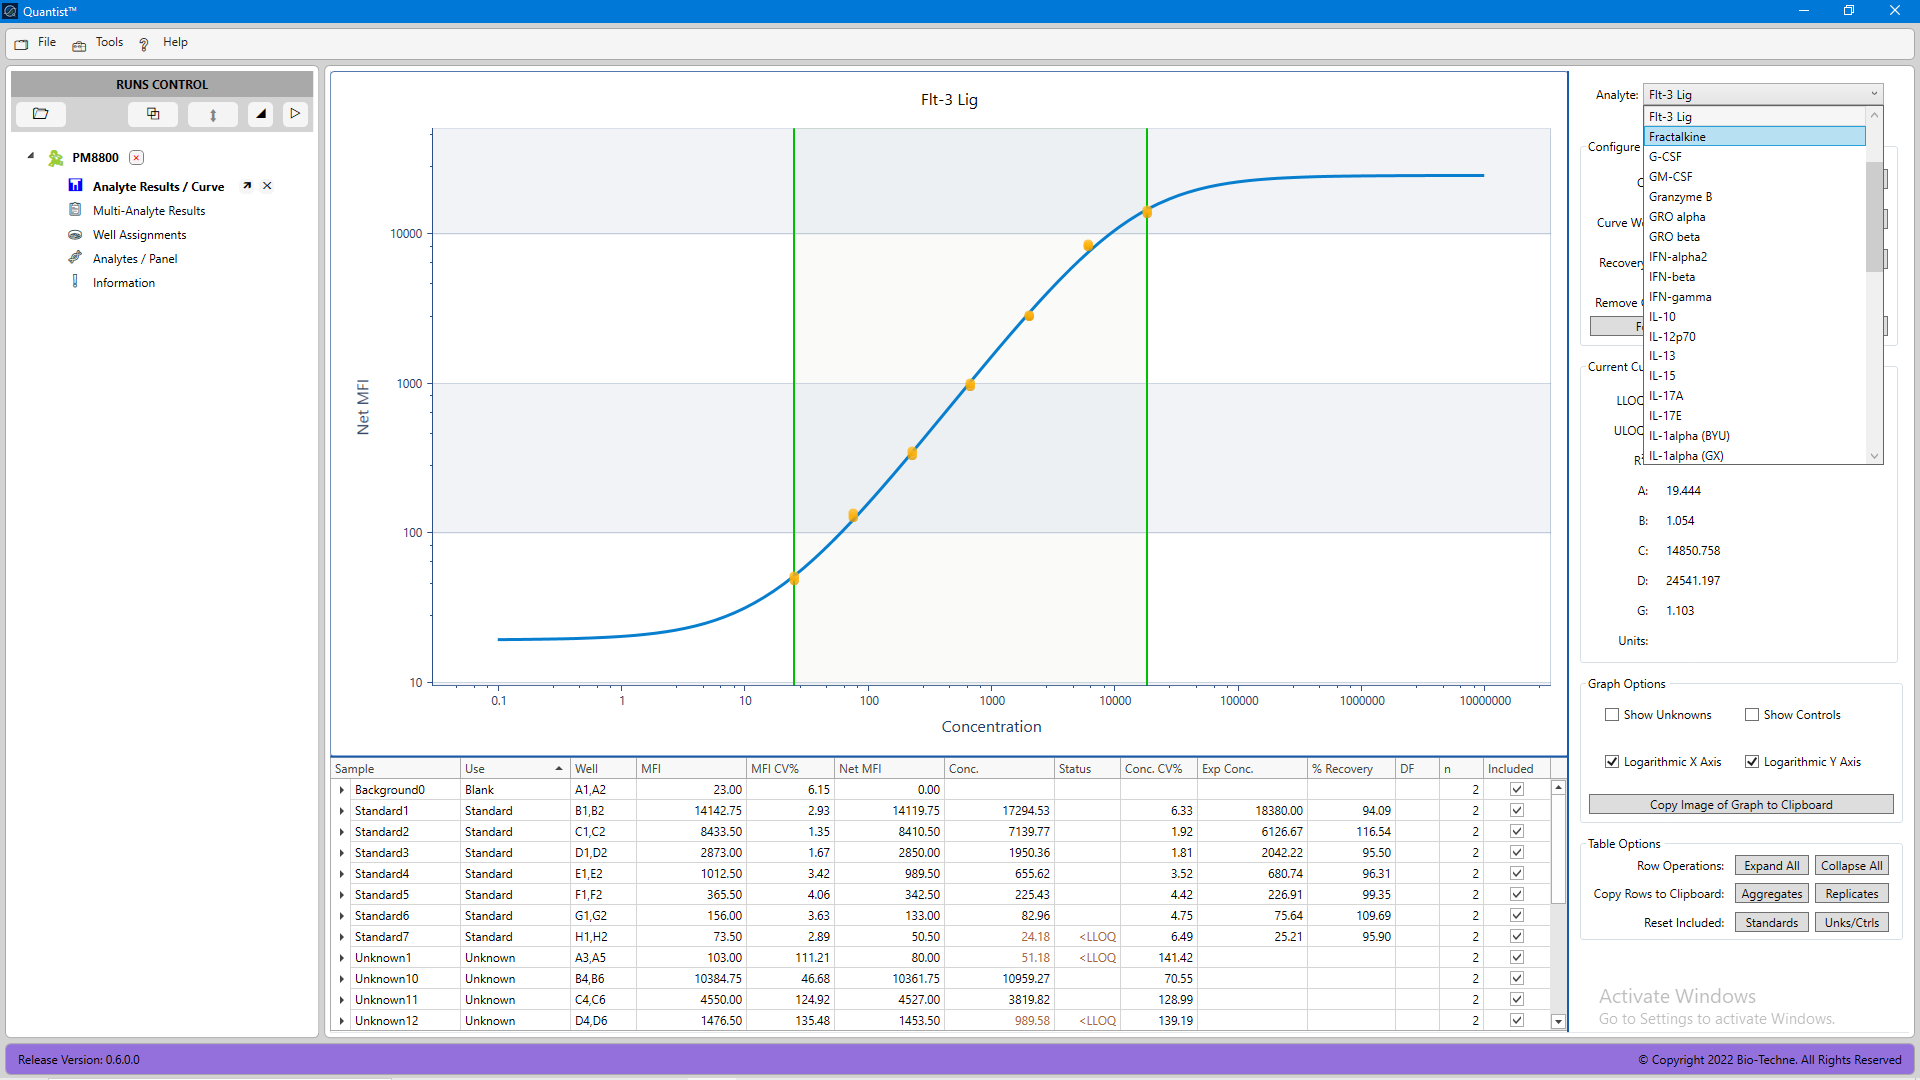 Quantist™
File Tools Help
RUNS CONTROL
PM8800
Analyte Results / Curve
Multi-Analyte Results
Well Assignments
Analytes / Panel
Information
Flt-3 Lig
Net MFI
10000
1000
100
10
0.1 1 10 100 1000 10000 100000 1000000 10000000
Concentration
Sample Use Well MFI MFI CV% Net MFI Conc. Status Conc. CV% Exp Conc. % Recovery DF n Included
Background0 Blank A1,A2 23.00 6.15 0.00 2
Standard1 Standard B1,B2 14142.75 2.93 14119.75 17294.53 6.33 18380.00 94.09 2
Standard2 Standard C1,C2 8433.50 1.35 8410.50 7139.77 1.92 6126.67 116.54 2
Standard3 Standard D1,D2 2873.00 1.67 2850.00 1950.36 1.81 2042.22 95.50 2
Standard4 Standard E1,E2 1012.50 3.42 989.50 655.62 3.52 680.74 96.31 2
Standard5 Standard F1,F2 365.50 4.06 342.50 225.43 4.42 226.91 99.35 2
Standard6 Standard G1,G2 156.00 3.63 133.00 82.96 4.75 75.64 109.69 2
Standard7 Standard H1,H2 73.50 2.89 50.50 24.18 <LLOQ 6.49 25.21 95.90 2
Unknown1 Unknown A3,A5 103.00 111.21 80.00 51.18 <LLOQ 141.42 2
Unknown10 Unknown B4,B6 10384.75 46.68 10361.75 10959.27 70.55 2
Unknown11 Unknown C4,C6 4550.00 124.92 4527.00 3819.82 128.99 2
Unknown12 Unknown D4,D6 1476.50 135.48 1453.50 989.58 <LLOQ 139.19 2
Analyte: Flt-3 Lig
Flt-3 Lig
Fractalkine
G-CSF
GM-CSF
Granzyme B
GRO alpha
GRO beta
IFN-alpha2
IFN-beta
IFN-gamma
IL-10
IL-12p70
IL-13
IL-15
IL-17A
IL-17E
IL-1alpha (BYU)
IL-1alpha (GX)
Configure
Curve
Recovery
Remove
Current
LLOQ
ULOQ
A: 19.444
B: 1.054
C: 14850.758
D: 24541.197
G: 1.103
Units:
Graph Options
Show Unknowns Show Controls
Logarithmic X Axis Logarithmic Y Axis
Copy Image of Graph to Clipboard
Table Options
Row Operations: Expand All Collapse All
Copy Rows to Clipboard: Aggregates Replicates
Reset Included: Standards Unks/Ctrls
Activate Windows
Go to Settings to activate Windows.
Release Version: 0.6.0.0
© Copyright 2022 Bio-Techne. All Rights Reserved